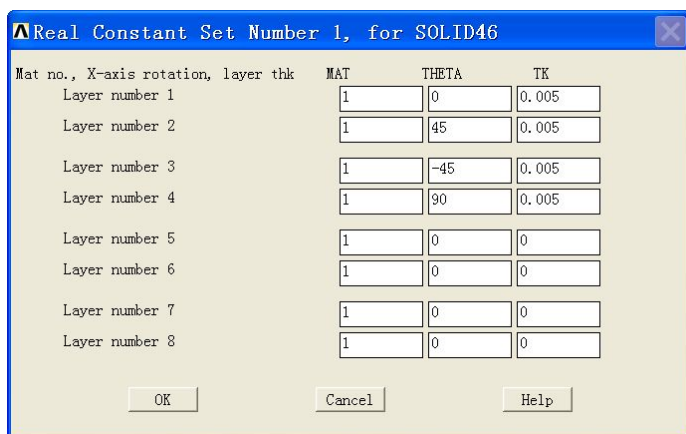 Real Constant Set Number 1, for SOLID46
Mat no., X-axis rotation, layer thk MAT THETA TK
Layer number 1 1 0 0.005
Layer number 2 1 45 0.005
Layer number 3 1 -45 0.005
Layer number 4 1 90 0.005
Layer number 5 1 0 0
Layer number 6 1 0 0
Layer number 7 1 0 0
Layer number 8 1 0 0
OK Cancel Help